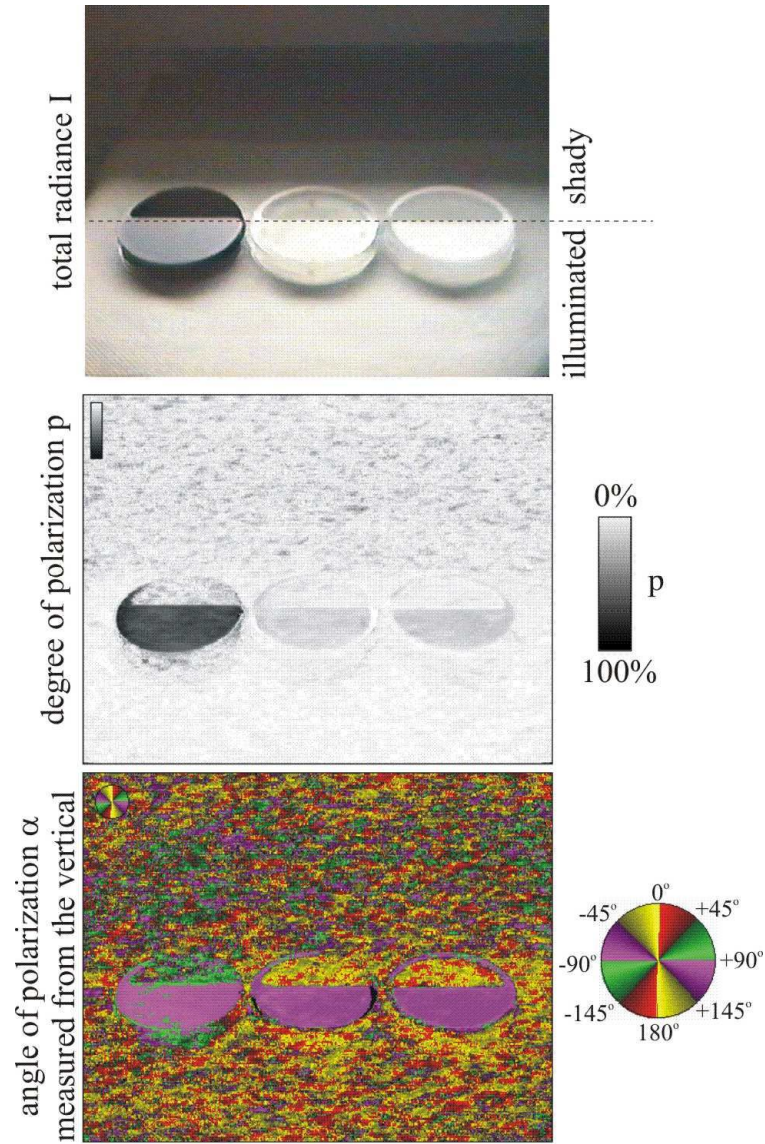 total radiance I
shady
illuminated
degree of polarization p
0%
p
100%
angle of polarization α
measured from the vertical
0°
-45°
+45°
-90°
+90°
-145°
+145°
180°